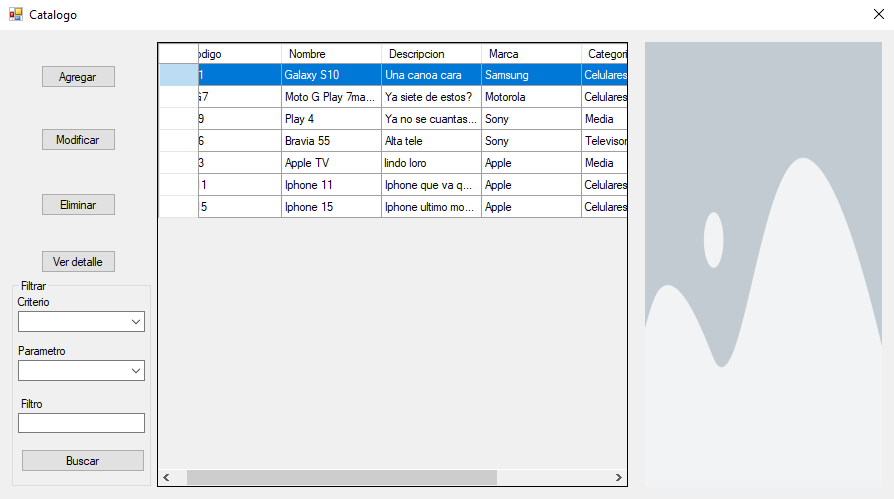 Catalogo
Agregar
Modificar
Eliminar
Ver detalle
Filtrar
Criterio
Parametro
Filtro
Buscar
odigo Nombre Descripcion Marca Categori
1 Galaxy S10 Una canoa cara Samsung Celulares
G7 Moto G Play 7ma... Ya siete de estos? Motorola Celulares
9 Play 4 Ya no se cuantas... Sony Media
6 Bravia 55 Alta tele Sony Televisor
3 Apple TV lindo loro Apple Media
1 Iphone 11 Iphone que va q... Apple Celulares
5 Iphone 15 Iphone ultimo mo... Apple Celulares